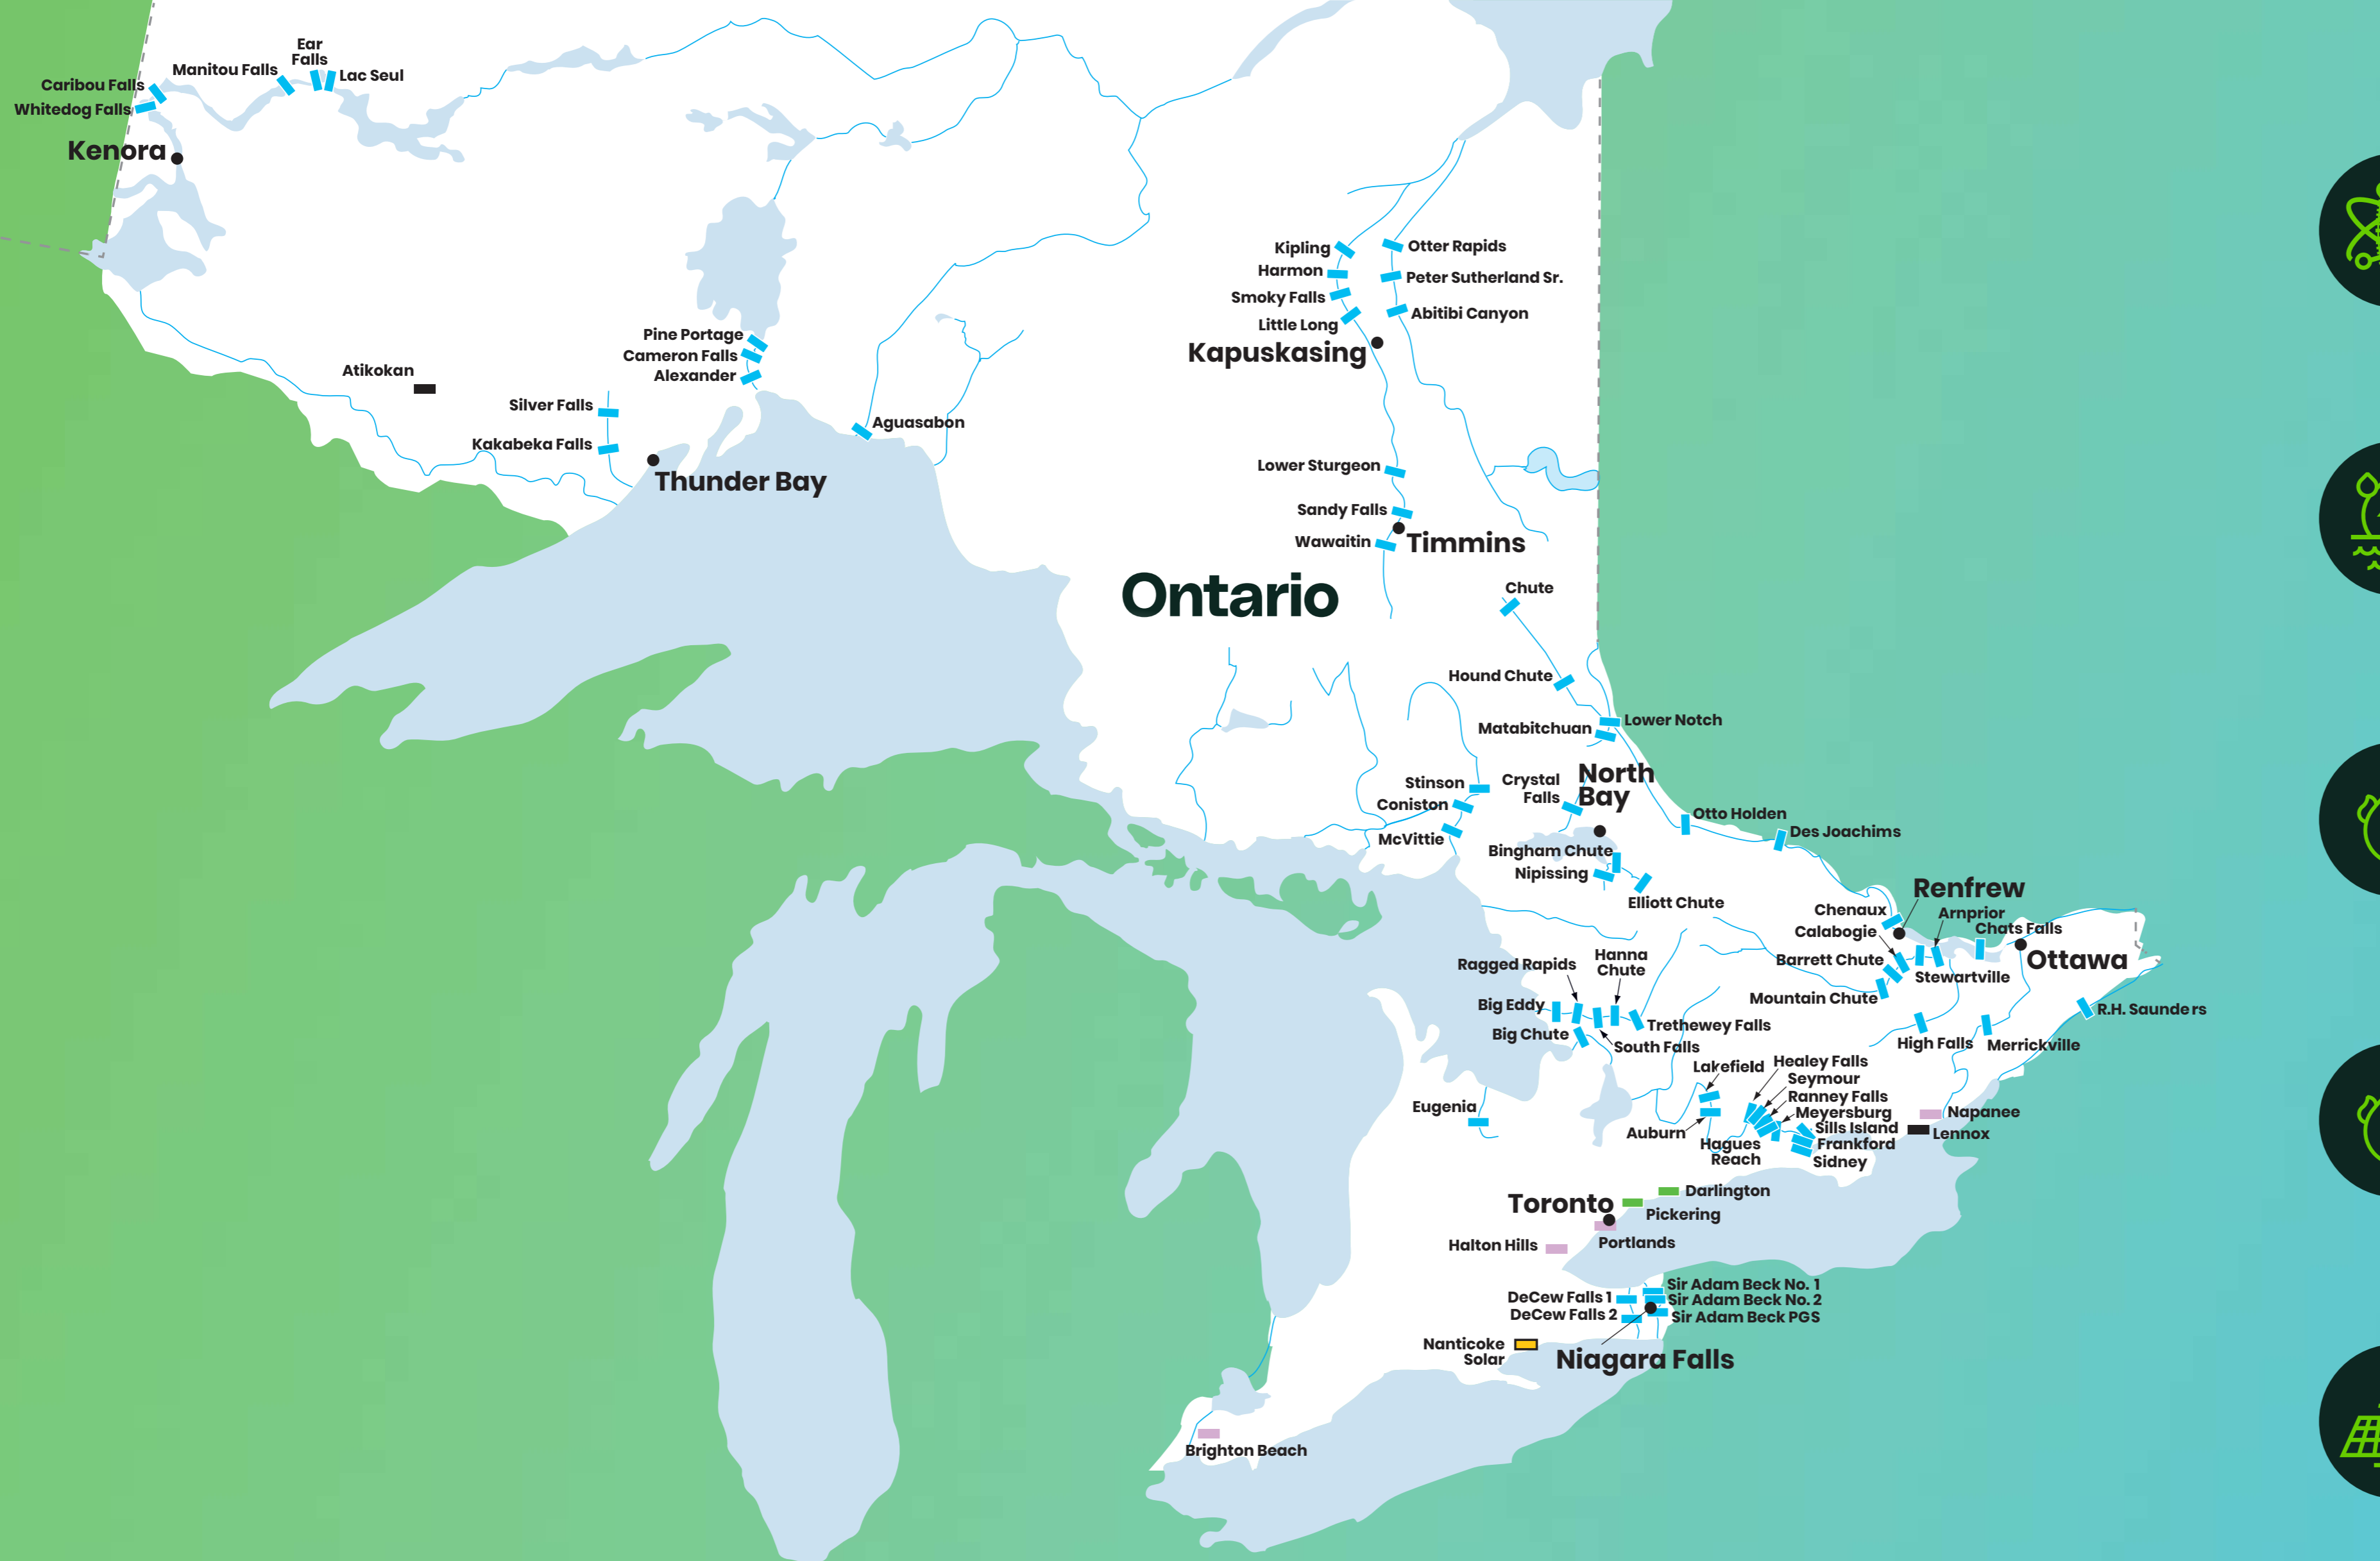 Ear
Falls
Manitou Falls
Lac Seul
Caribou Falls
Whitedog Falls
Kenora
Kipling
Otter Rapids
Harmon
Peter Sutherland Sr.
Smoky Falls
Abitibi Canyon
Little Long
Kapuskasing
Pine Portage
Cameron Falls
Alexander
Atikokan
Silver Falls
Aguasabon
Kakabeka Falls
Thunder Bay
Lower Sturgeon
Sandy Falls
Wawaitin
Timmins
Ontario
Chute
Hound Chute
Lower Notch
Matabitchuan
Stinson
Crystal
Falls
North
Bay
Coniston
McVittie
Otto Holden
Des Joachims
Bingham Chute
Nipissing
Elliott Chute
Renfrew
Chenaux
Arnprior
Calabogie
Chats Falls
Barrett Chute
Ottawa
Stewartville
Mountain Chute
R.H. Saunders
Hanna
Chute
Ragged Rapids
Big Eddy
Trethewey Falls
Big Chute
South Falls
High Falls
Merrickville
Lakefield
Healey Falls
Seymour
Ranney Falls
Meyersburg
Sills Island
Frankford
Sidney
Auburn
Hagues
Reach
Napanee
Lennox
Eugenia
Toronto
Darlington
Pickering
Portlands
Halton Hills
Sir Adam Beck No. 1
Sir Adam Beck No. 2
Sir Adam Beck PGS
DeCew Falls 1
DeCew Falls 2
Nanticoke
Solar
Niagara Falls
Brighton Beach